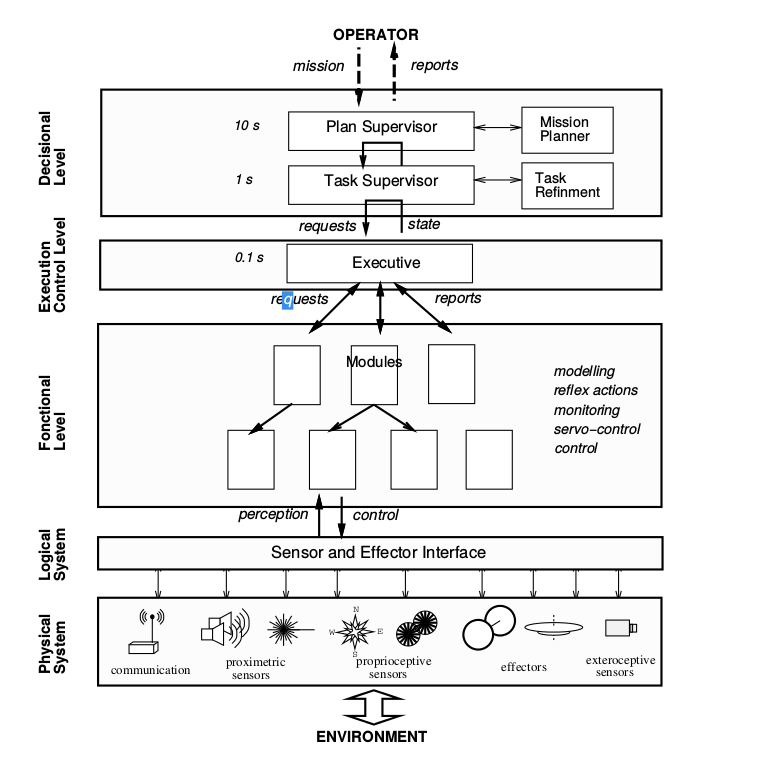 OPERATOR
mission
reports
Decisional
Level
10 s
Plan Supervisor
Mission
Planner
1 s
Task Supervisor
Task
Refinment
requests
state
Execution
Control Level
0.1 s
Executive
requests
reports
Fonctional
Level
Modules
modelling
reflex actions
monitoring
servo-control
control
perception
control
Logical
System
Sensor and Effector Interface
Physical
System
N
W
E
S
communication
proximetric
sensors
proprioceptive
sensors
effectors
exteroceptive
sensors
ENVIRONMENT